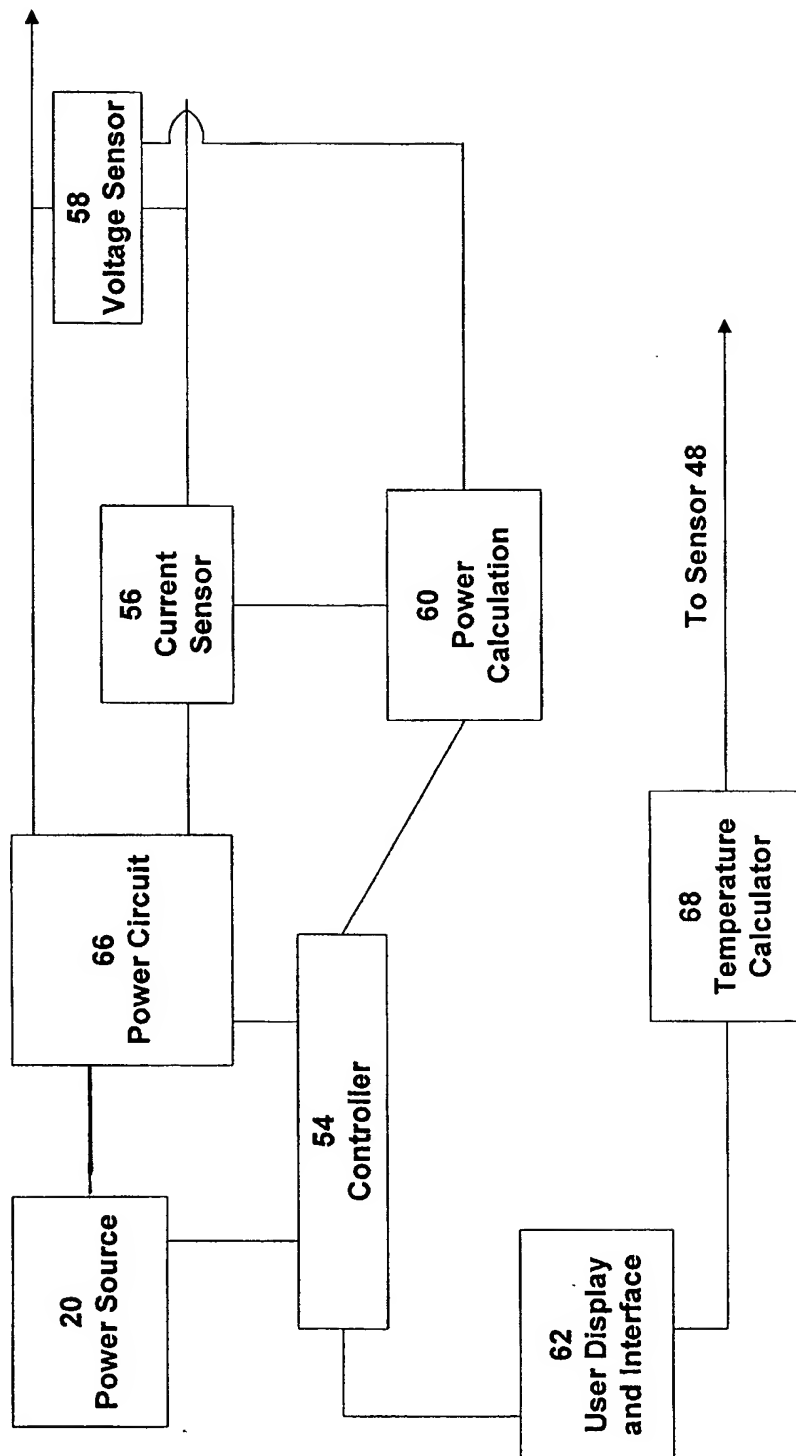 20
Power Source
66
Power Circuit
56
Current
Sensor
58
Voltage Sensor
54
Controller
60
Power
Calculation
62
User Display
and Interface
68
Temperature
Calculator
To Sensor 48